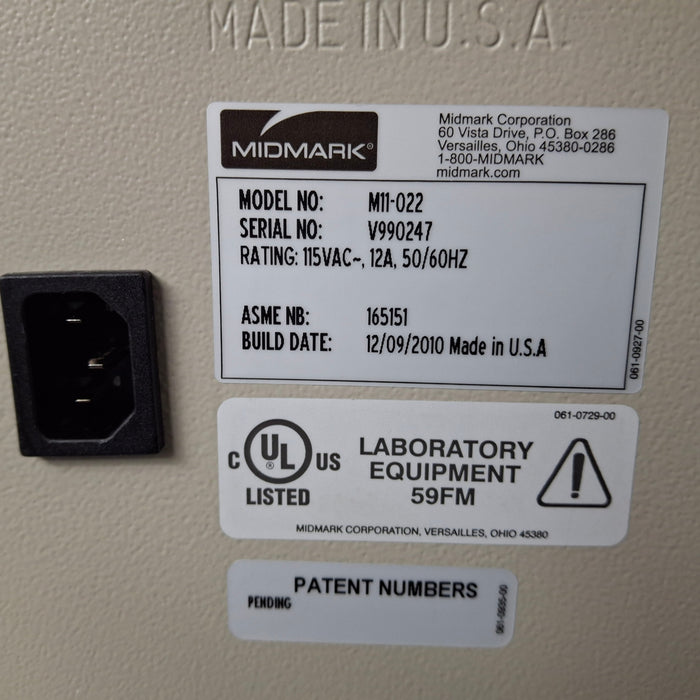 MADE IN U.S.A.
MIDMARK®
Midmark Corporation
60 Vista Drive, P.O. Box 286
Versailles, Ohio 45380-0286
1-800-MIDMARK
midmark.com
MODEL NO: M11-022
SERIAL NO: V990247
RATING: 115VAC~, 12A, 50/60HZ
ASME NB: 165151
BUILD DATE: 12/09/2010 Made in U.S.A
061-0927-00
061-0729-00
C UL US
LISTED
LABORATORY
EQUIPMENT
59FM
MIDMARK CORPORATION, VERSAILLES, OHIO 45380
PATENT NUMBERS
PENDING
061-0935-00